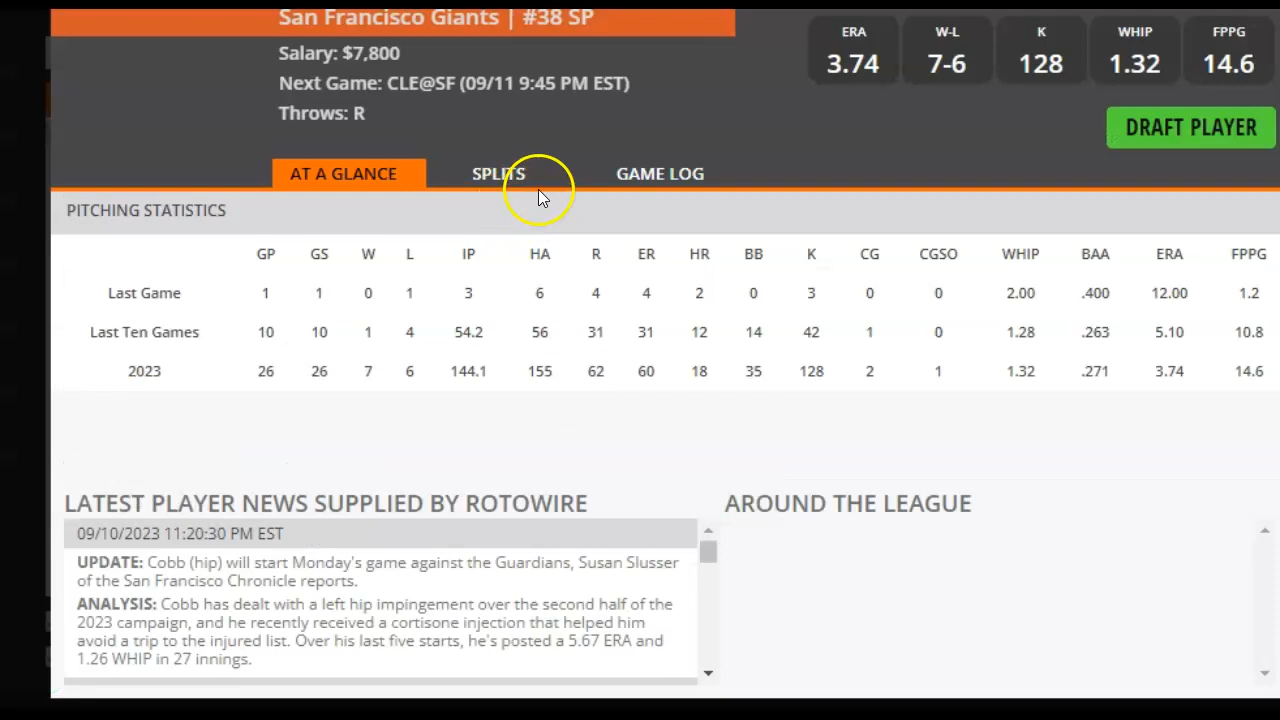 San Francisco Giants | #38 SP
Salary: $7,800
Next Game: CLE@SF (09/11 9:45 PM EST)
Throws: R
ERA W-L K WHIP FPPG
3.74 7-6 128 1.32 14.6
DRAFT PLAYER
AT A GLANCE SPLITS GAME LOG
PITCHING STATISTICS
GP GS W L IP HA R ER HR BB K CG CGSO WHIP BAA ERA FPPG
Last Game 1 1 0 1 3 6 4 4 2 0 3 0 0 2.00 .400 12.00 1.2
Last Ten Games 10 10 1 4 54.2 56 31 31 12 14 42 1 0 1.28 .263 5.10 10.8
2023 26 26 7 6 144.1 155 62 60 18 35 128 2 1 1.32 .271 3.74 14.6
LATEST PLAYER NEWS SUPPLIED BY ROTOWIRE
09/10/2023 11:20:30 PM EST
UPDATE: Cobb (hip) will start Monday's game against the Guardians, Susan Slusser
of the San Francisco Chronicle reports.
ANALYSIS: Cobb has dealt with a left hip impingement over the second half of the
2023 campaign, and he recently received a cortisone injection that helped him
avoid a trip to the injured list. Over his last five starts, he's posted a 5.67 ERA and
1.26 WHIP in 27 innings.
AROUND THE LEAGUE